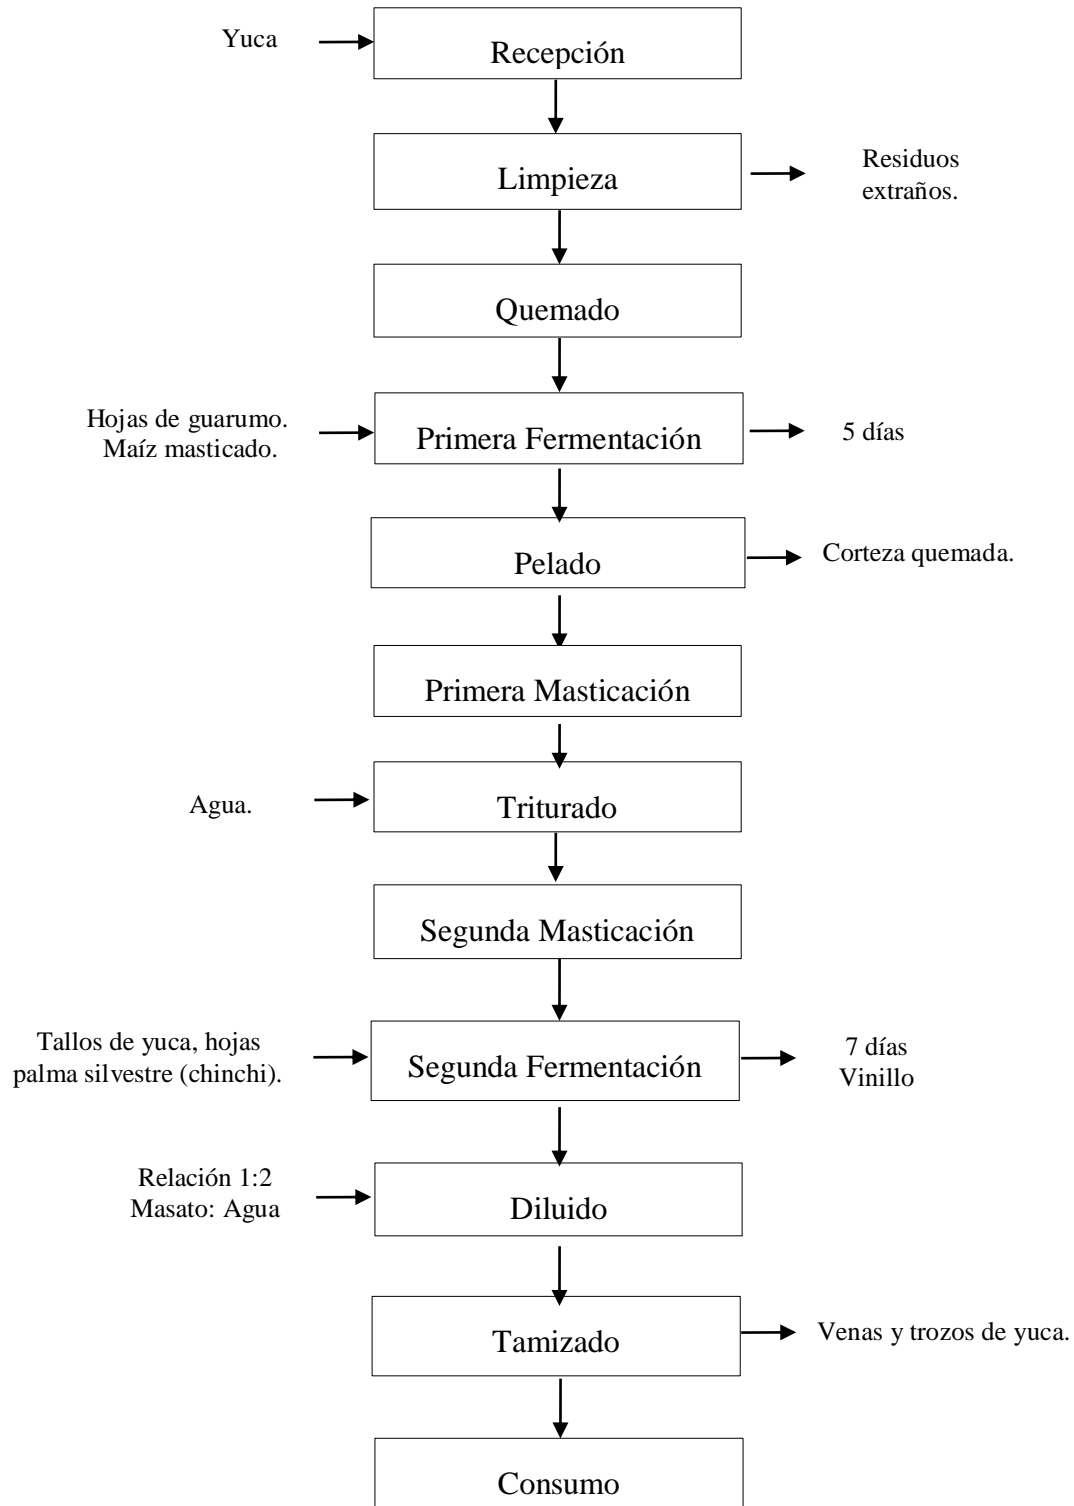 Yuca
Recepción
Limpieza
Residuos
extraños.
Quemado
Hojas de guarumo.
Maíz masticado.
Primera Fermentación
5 días
Pelado
Corteza quemada.
Primera Masticación
Agua.
Triturado
Segunda Masticación
Tallos de yuca, hojas
palma silvestre (chinchi).
Segunda Fermentación
7 días
Vinillo
Relación 1:2
Masato: Agua
Diluido
Tamizado
Venas y trozos de yuca.
Consumo